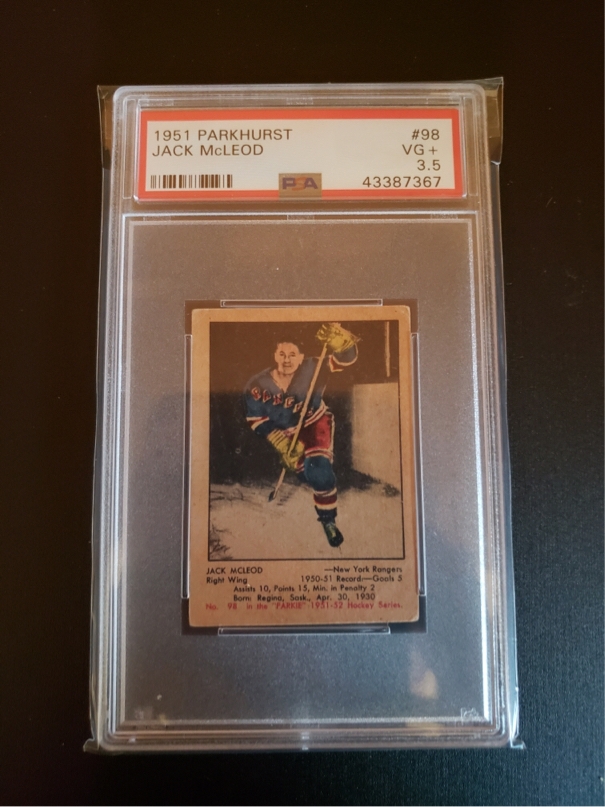 1951 PARKHURST #98
JACK McLEOD VG+
3.5
PSA 43387367
RANGERS
JACK MCLEOD —New York Rangers
Right Wing 1950-51 Record:—Goals 5
Assists 10, Points 15, Min. in Penalty 2
Born: Regina, Sask., Apr. 30, 1930
No. 98 in the "PARKIE" 1951-52 Hockey Series.